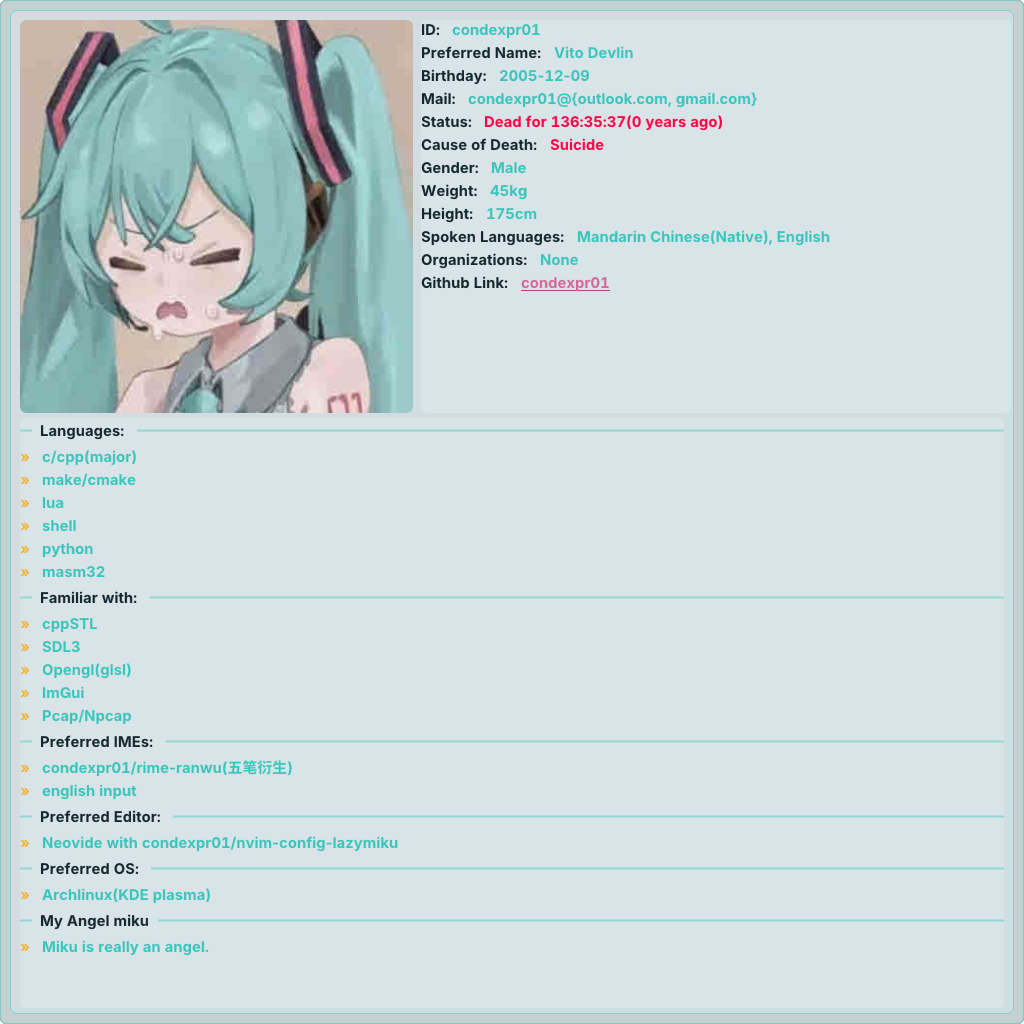 ID: condexpr01
Preferred Name: Vito Devlin
Birthday: 2005-12-09
Mail: condexpr01@{outlook.com, gmail.com}
Status: Dead for 136:35:37(0 years ago)
Cause of Death: Suicide
Gender: Male
Weight: 45kg
Height: 175cm
Spoken Languages: Mandarin Chinese(Native), English
Organizations: None
Github Link: condexpr01
Languages:
» c/cpp(major)
» make/cmake
» lua
» shell
» python
» masm32
Familiar with:
» cppSTL
» SDL3
» Opengl(glsl)
» ImGui
» Pcap/Npcap
Preferred IMEs:
» condexpr01/rime-ranwu(五笔衍生)
» english input
Preferred Editor:
» Neovide with condexpr01/nvim-config-lazymiku
Preferred OS:
» Archlinux(KDE plasma)
My Angel miku
» Miku is really an angel.